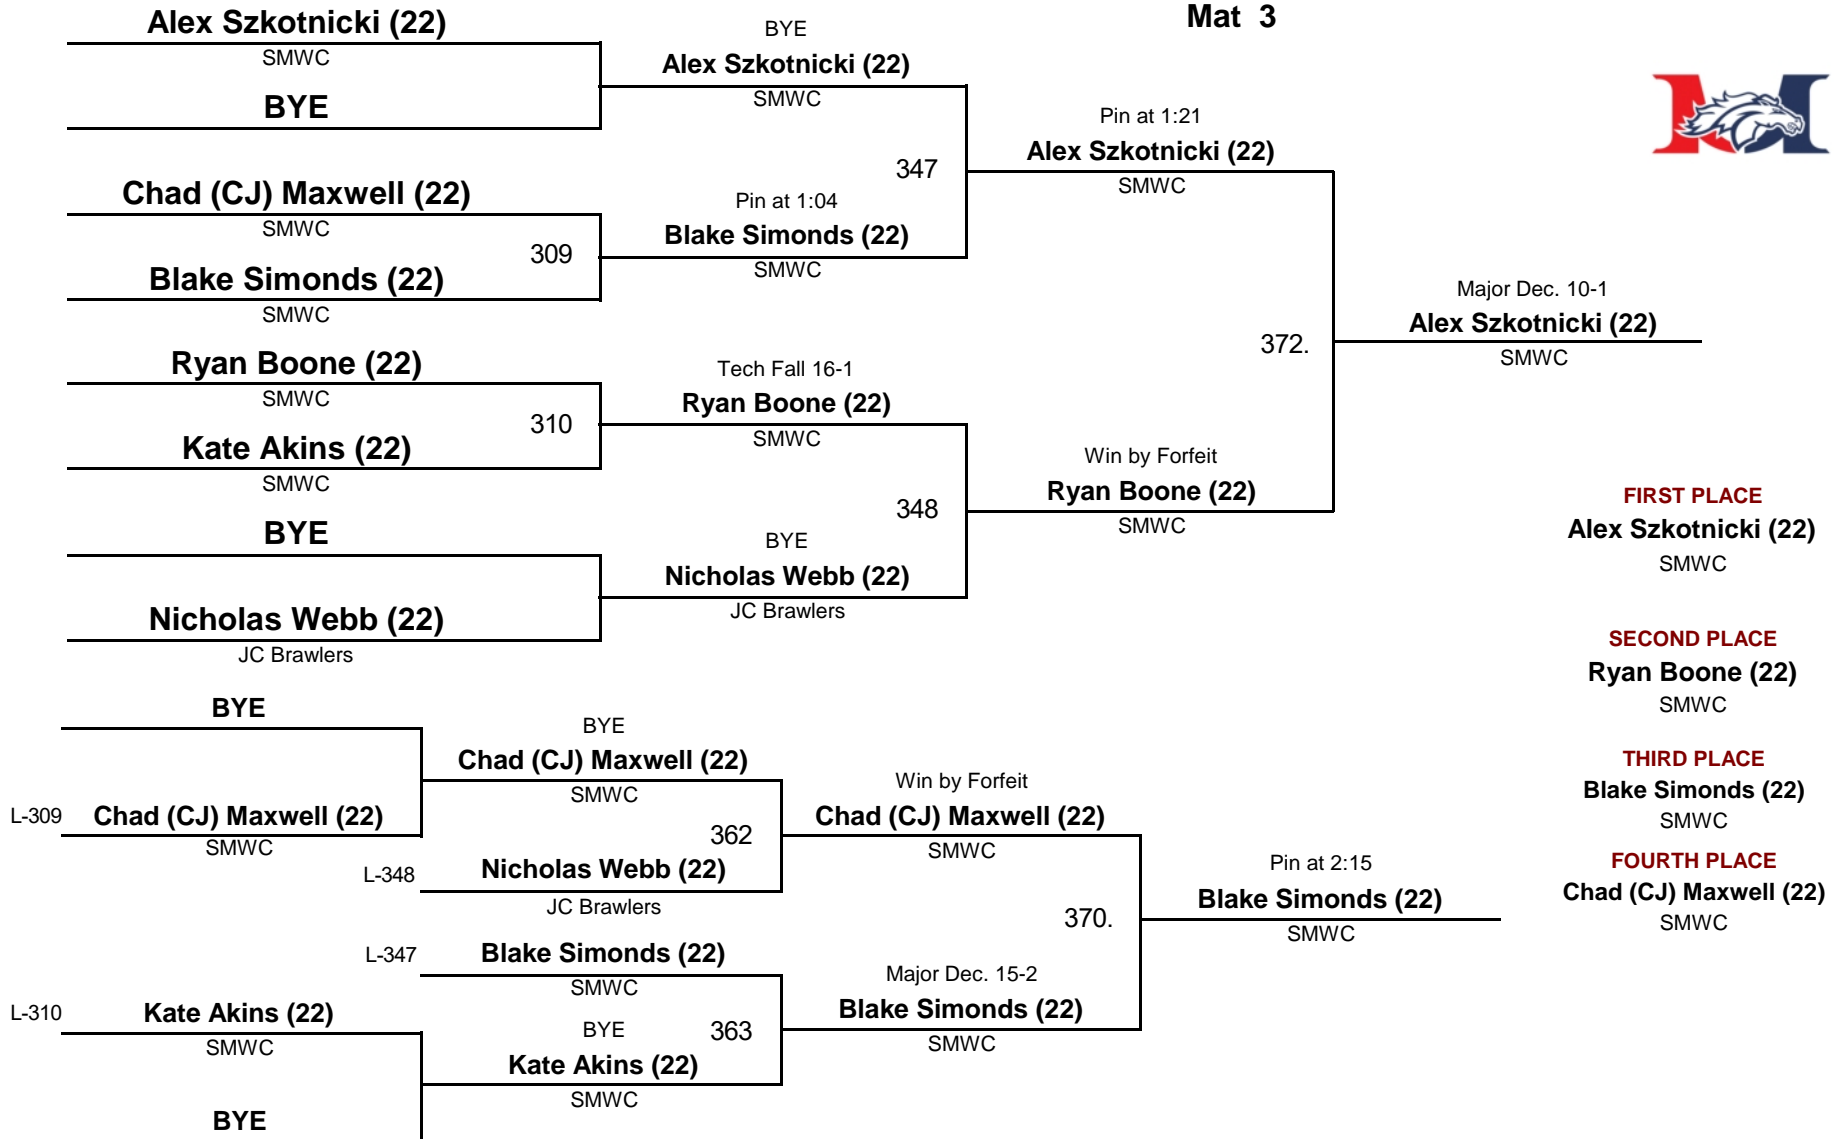 Mat 3
Alex Szkotnicki (22)
SMWC
BYE
Chad (CJ) Maxwell (22)
SMWC
309
Blake Simonds (22)
SMWC
Ryan Boone (22)
SMWC
310
Kate Akins (22)
SMWC
BYE
Nicholas Webb (22)
JC Brawlers
BYE
Alex Szkotnicki (22)
SMWC
347
Pin at 1:04
Blake Simonds (22)
SMWC
Tech Fall 16-1
Ryan Boone (22)
SMWC
348
BYE
Nicholas Webb (22)
JC Brawlers
Pin at 1:21
Alex Szkotnicki (22)
SMWC
372.
Win by Forfeit
Ryan Boone (22)
SMWC
Major Dec. 10-1
Alex Szkotnicki (22)
SMWC
FIRST PLACE
Alex Szkotnicki (22)
SMWC
SECOND PLACE
Ryan Boone (22)
SMWC
THIRD PLACE
Blake Simonds (22)
SMWC
FOURTH PLACE
Chad (CJ) Maxwell (22)
SMWC
BYE
L-309
Chad (CJ) Maxwell (22)
SMWC
L-310
Kate Akins (22)
SMWC
BYE
BYE
Chad (CJ) Maxwell (22)
SMWC
362
L-348
Nicholas Webb (22)
JC Brawlers
L-347
Blake Simonds (22)
SMWC
BYE
363
Kate Akins (22)
SMWC
Win by Forfeit
Chad (CJ) Maxwell (22)
SMWC
370.
Major Dec. 15-2
Blake Simonds (22)
SMWC
Pin at 2:15
Blake Simonds (22)
SMWC